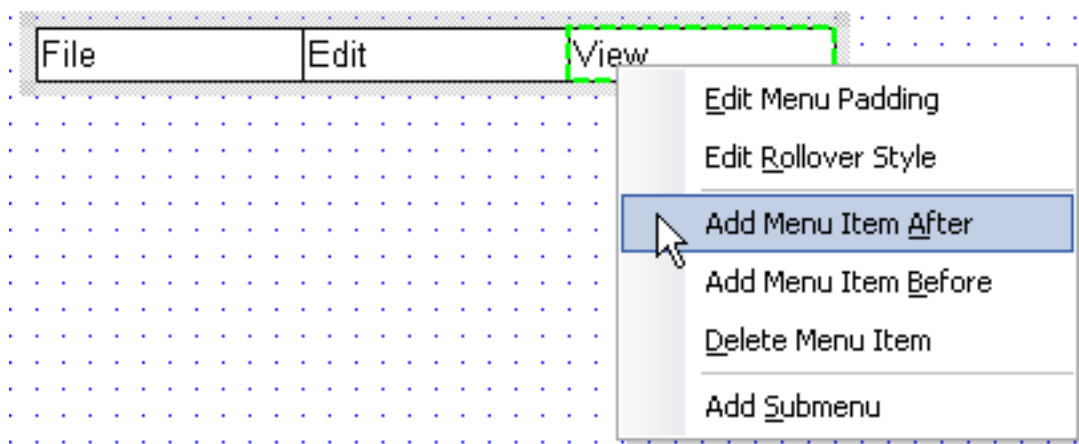 File Edit View
Edit Menu Padding
Edit Rollover Style
Add Menu Item After
Add Menu Item Before
Delete Menu Item
Add Submenu